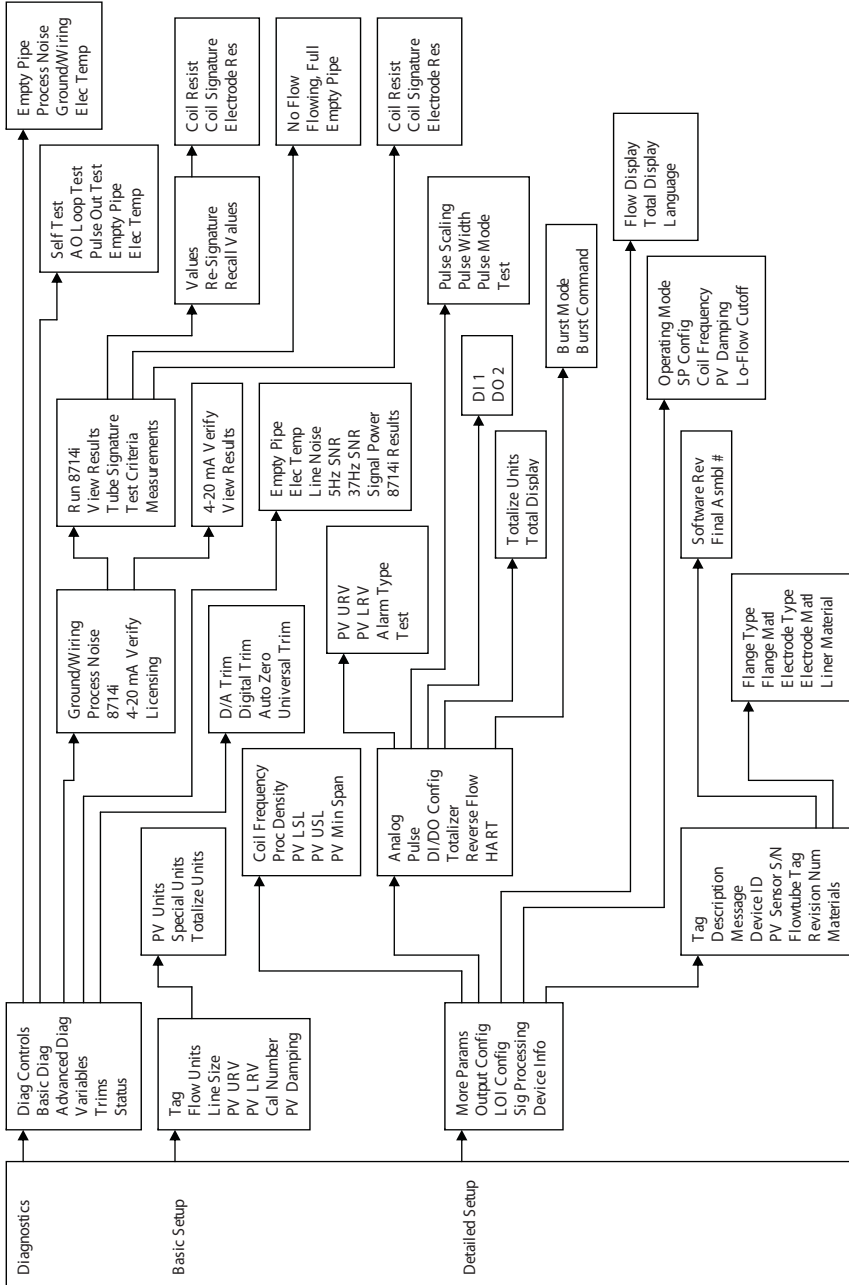 Diagnostics
Basic Setup
Detailed Setup
Diag Controls
Basic Diag
Advanced Diag
Variables
Trims
Status
Empty Pipe
Process Noise
Ground/Wiring
Elec Temp
Self Test
AO Loop Test
Pulse Out Test
Empty Pipe
Elec Temp
Ground/Wiring
Process Noise
8714i
4-20 mA Verify
Licensing
Run 8714i
View Results
Tube Signature
Test Criteria
Measurements
Values
Re-Signature
Recall Values
Coil Resist
Coil Signature
Electrode Res
No Flow
Flowing, Full
Empty Pipe
Coil Resist
Coil Signature
Electrode Res
4-20 mA Verify
View Results
Empty Pipe
Elec Temp
Line Noise
5Hz SNR
37Hz SNR
Signal Power
8714i Results
D/A Trim
Digital Trim
Auto Zero
Universal Trim
Tag
Flow Units
Line Size
PV URV
PV LRV
Cal Number
PV Damping
PV Units
Special Units
Totalize Units
More Params
Output Config
LOI Config
Sig Processing
Device Info
Coil Frequency
Proc Density
PV LSL
PV USL
PV Min Span
Analog
Pulse
DI/DO Config
Totalizer
Reverse Flow
HART
PV URV
PV LRV
Alarm Type
Test
Pulse Scaling
Pulse Width
Pulse Mode
Test
DI 1
DO 2
Totalize Units
Total Display
Burst Mode
Burst Command
Flow Display
Total Display
Language
Operating Mode
SP Config
Coil Frequency
PV Damping
Lo-Flow Cutoff
Tag
Description
Message
Device ID
PV Sensor S/N
Flowtube Tag
Revision Num
Materials
Software Rev
Final Asmbl #
Flange Type
Flange Matl
Electrode Type
Electrode Matl
Liner Material